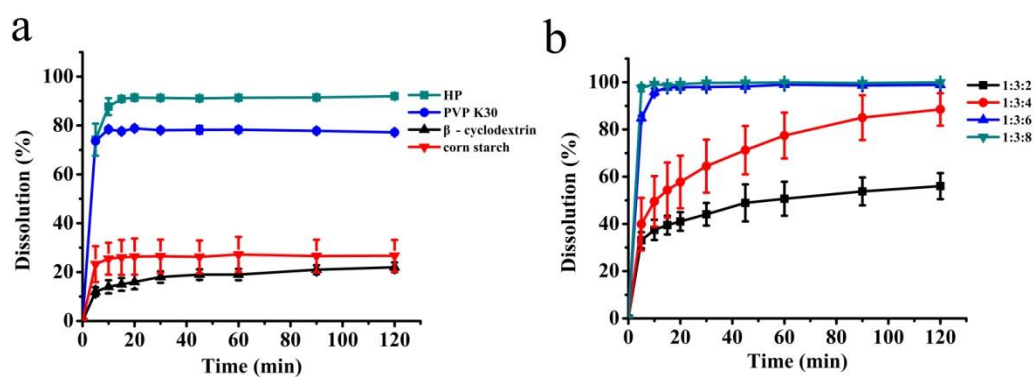 a
100
80
60
40
20
0
Dissolution (%)
0 20 40 60 80 100 120
Time (min)
HP
PVP K30
β - cyclodextrin
corn starch
b
100
80
60
40
20
0
Dissolution (%)
0 20 40 60 80 100 120
Time (min)
1:3:2
1:3:4
1:3:6
1:3:8